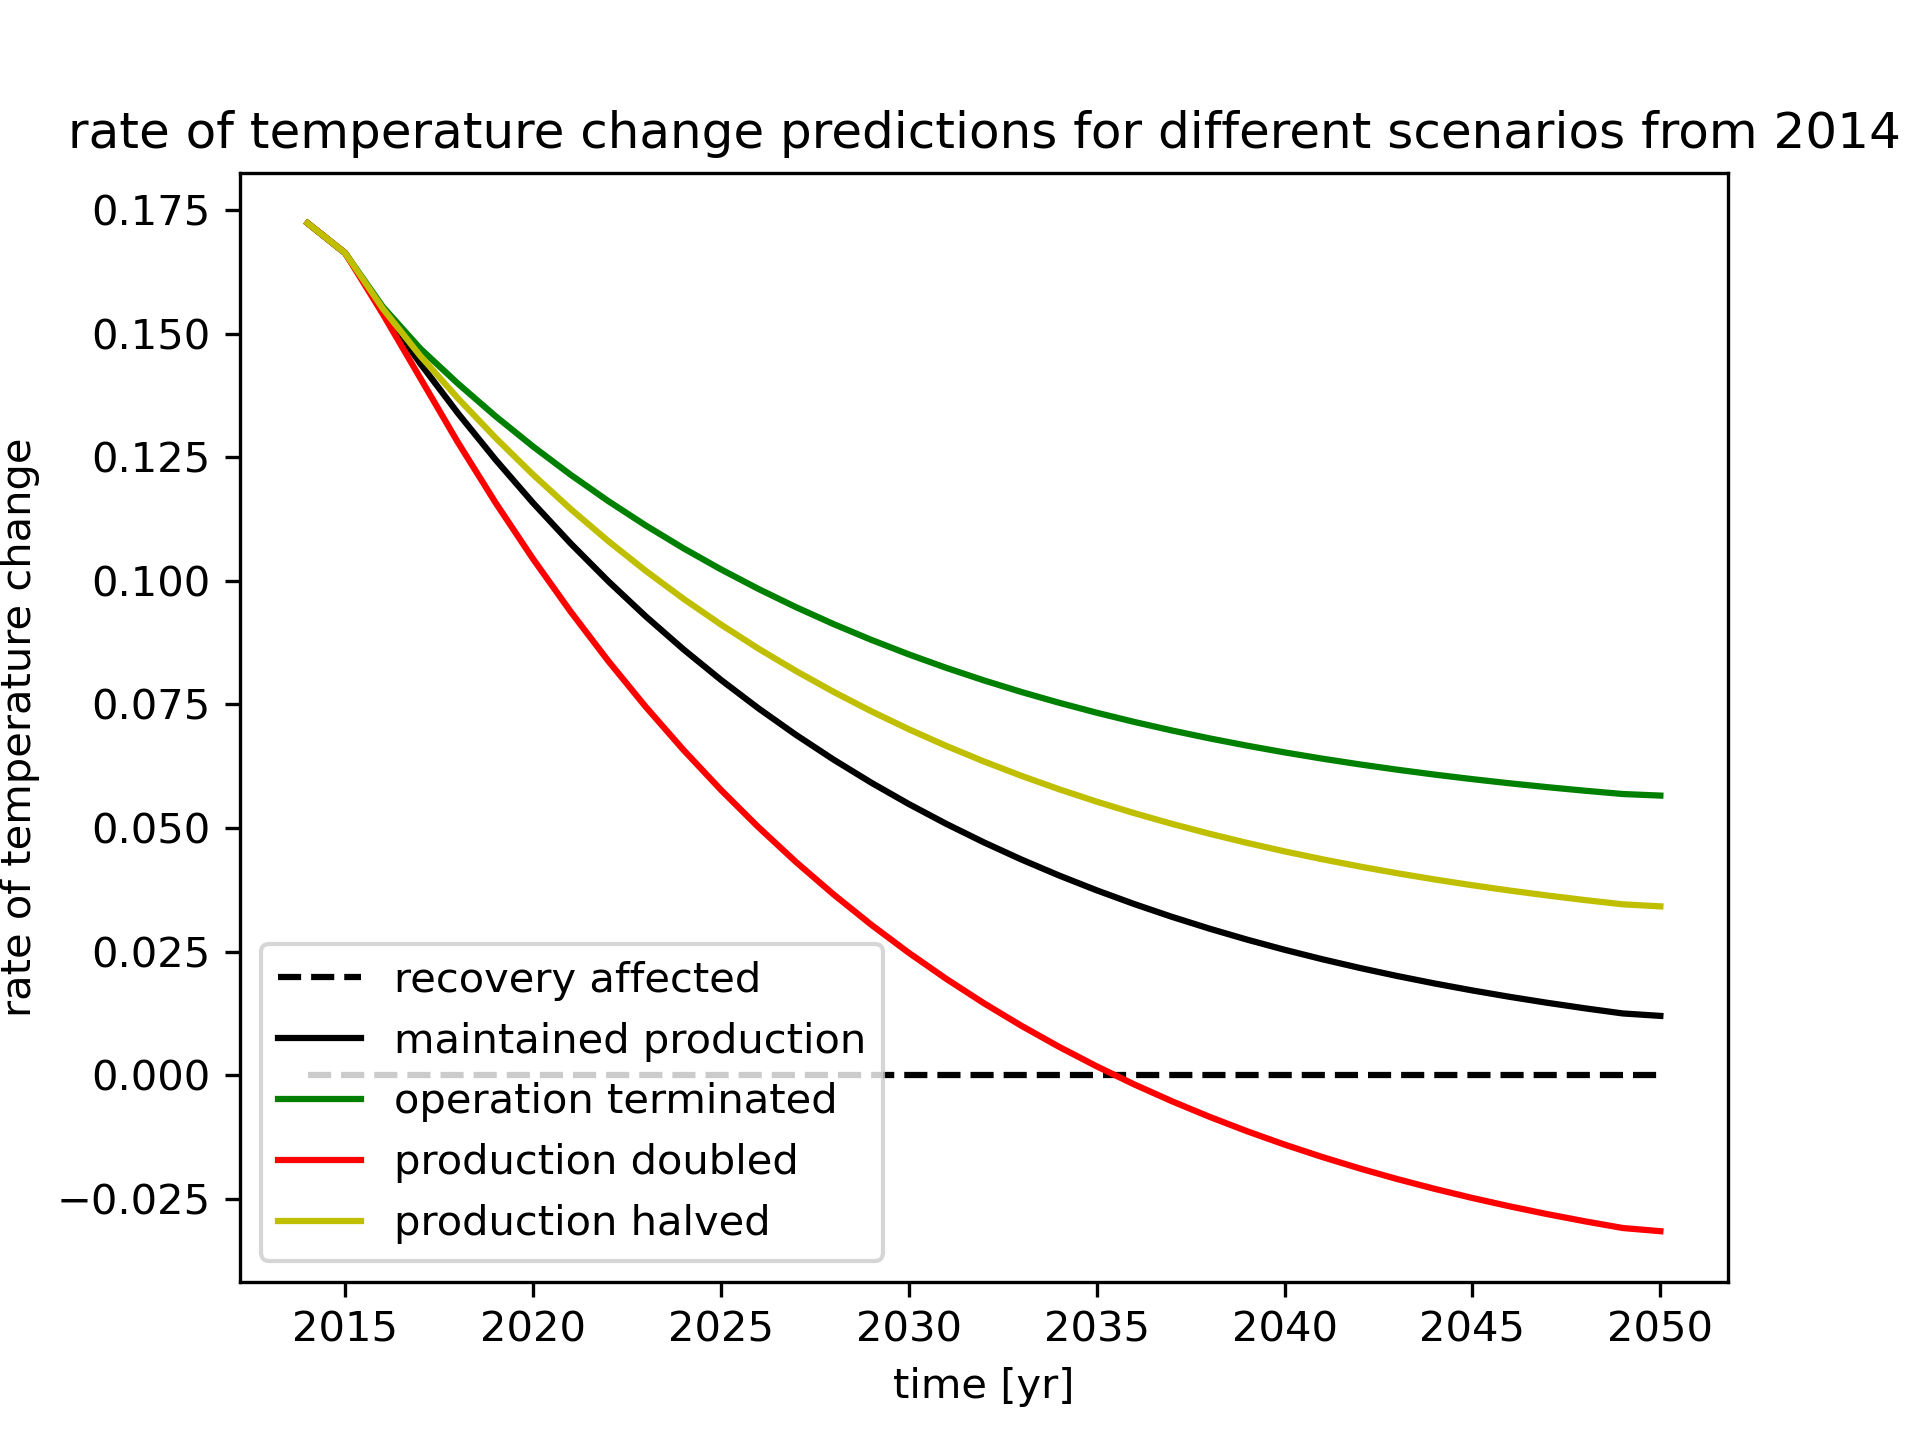 rate of temperature change predictions for different scenarios from 2014
rate of temperature change
0.175
0.150
0.125
0.100
0.075
0.050
0.025
0.000
−0.025
recovery affected
maintained production
operation terminated
production doubled
production halved
2015 2020 2025 2030 2035 2040 2045 2050
time [yr]